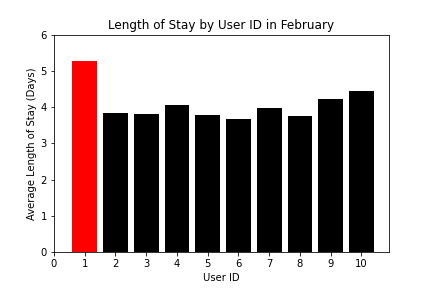 Length of Stay by User ID in February
Average Length of Stay (Days)
6
5
4
3
2
1
0
0 1 2 3 4 5 6 7 8 9 10
User ID